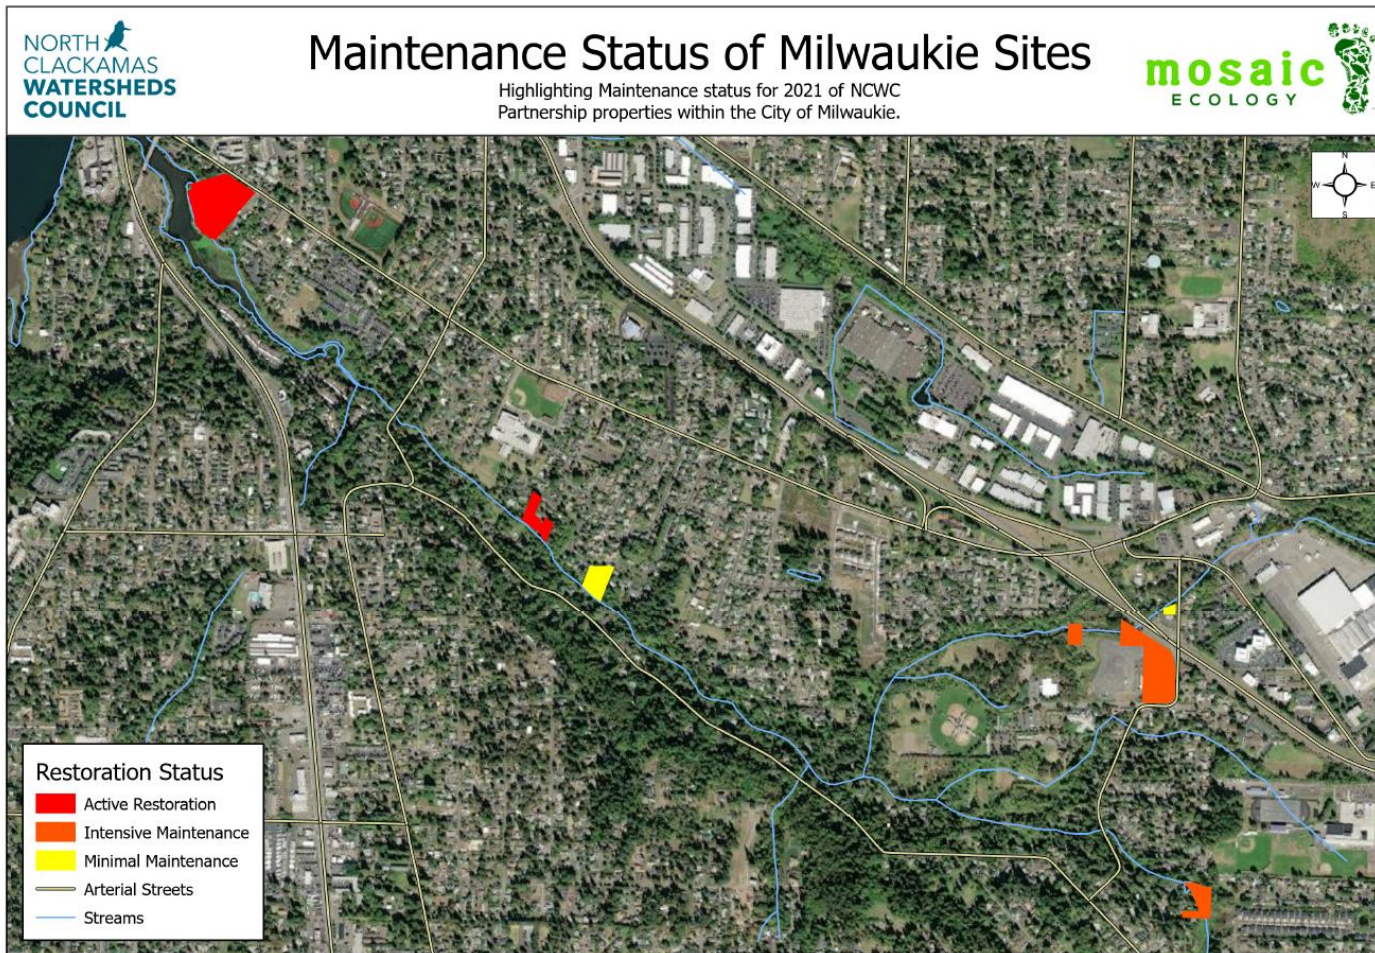 NORTH
CLACKAMAS
WATERSHEDS
COUNCIL
Maintenance Status of Milwaukie Sites
Highlighting Maintenance status for 2021 of NCWC
Partnership properties within the City of Milwaukie.
mosaic
ECOLOGY
N
W E
S
Restoration Status
Active Restoration
Intensive Maintenance
Minimal Maintenance
Arterial Streets
Streams